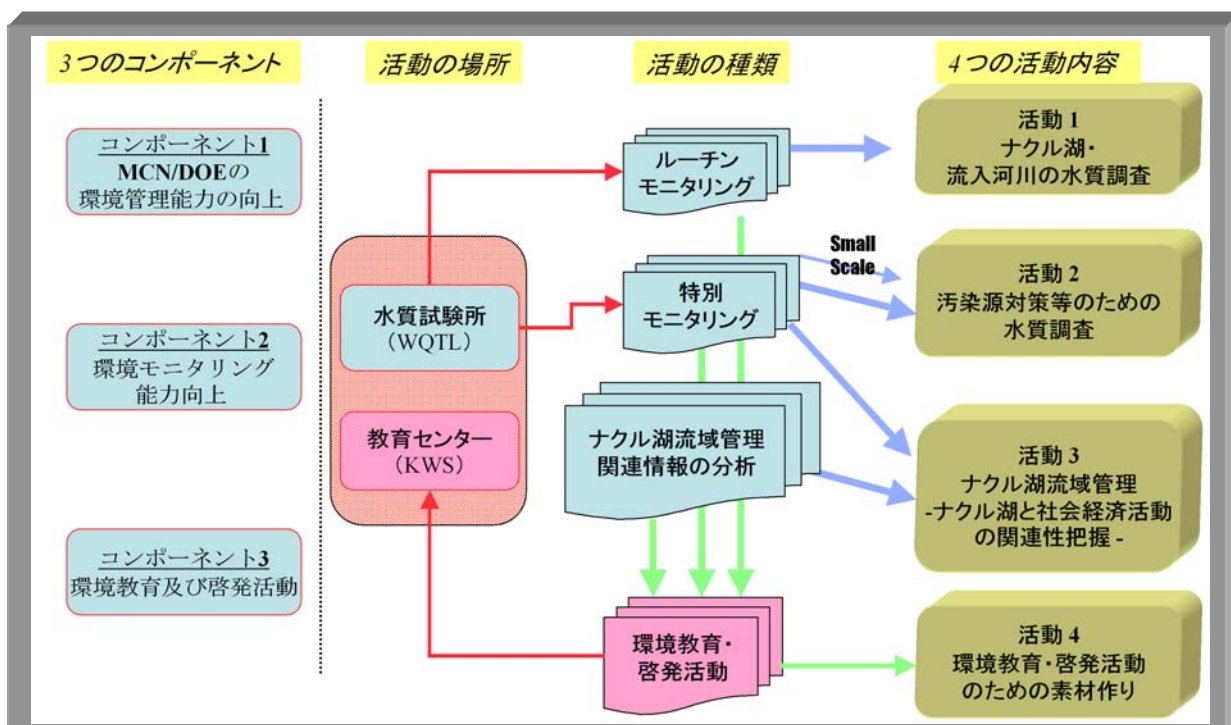 3つのコンポーネント
活動の場所
活動の種類
4つの活動内容
コンポーネント1
MCN/DOEの
環境管理能力の向上
コンポーネント2
環境モニタリング
能力向上
コンポーネント3
環境教育及び啓発活動
水質試験所
(WQTL)
教育センター
(KWS)
ルーチン
モニタリング
特別
モニタリング
ナクル湖流域管理
関連情報の分析
環境教育・
啓発活動
Small
Scale
活動 1
ナクル湖・
流入河川の水質調査
活動 2
汚染源対策等のための
水質調査
活動 3
ナクル湖流域管理
-ナクル湖と社会経済活動
の関連性把握 -
活動 4
環境教育・啓発活動
のための素材作り